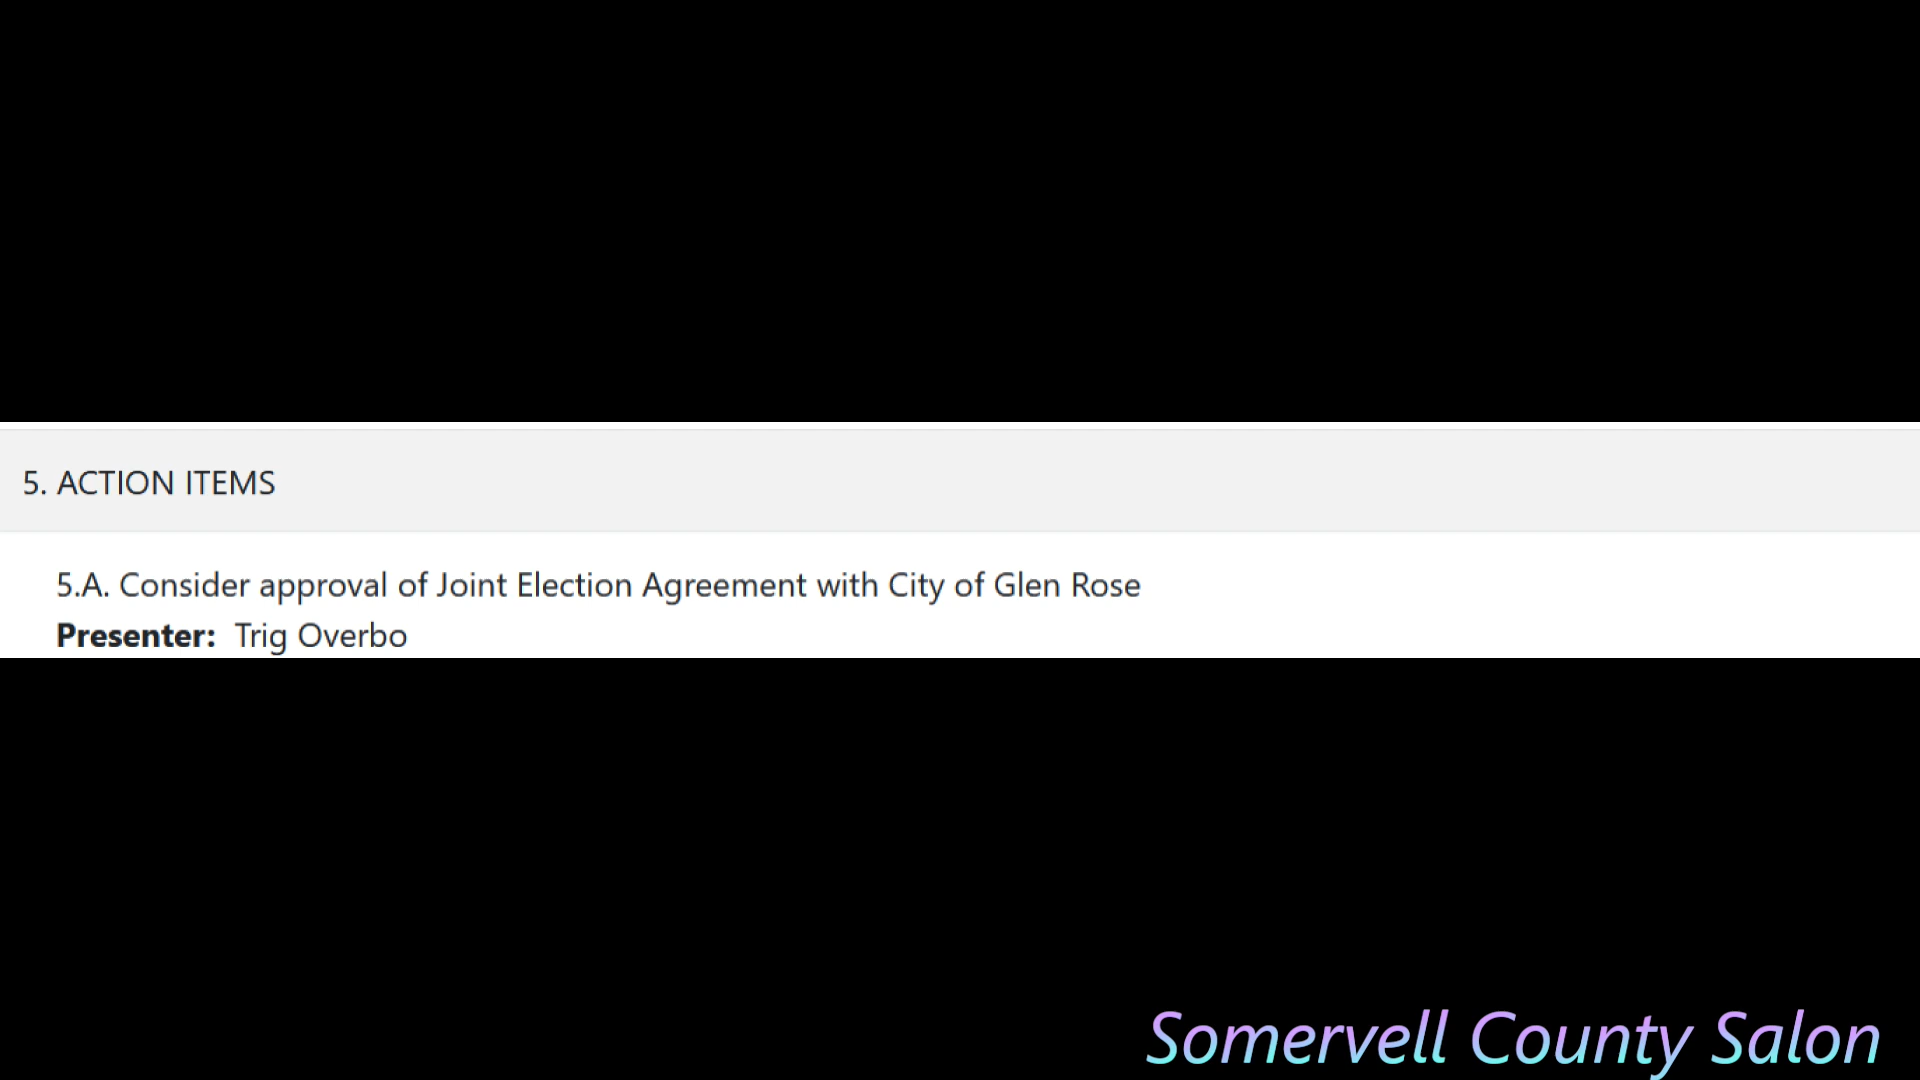 5. ACTION ITEMS
5.A. Consider approval of Joint Election Agreement with City of Glen Rose
Presenter: Trig Overbo
Somervell County Salon